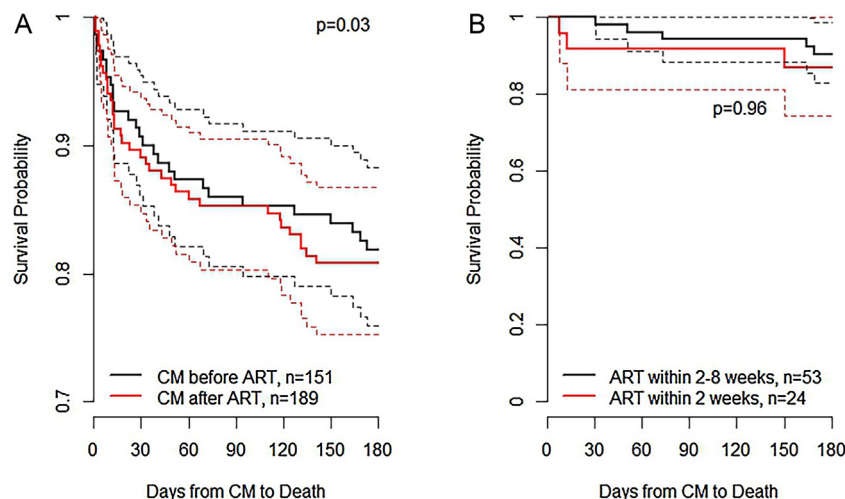 A
p=0.03
Survival Probability
1
0.9
0.8
0.7
CM before ART, n=151
CM after ART, n=189
0 30 60 90 120 150 180
Days from CM to Death
B
p=0.96
Survival Probability
1
0.8
0.6
0.4
0.2
0
ART within 2-8 weeks, n=53
ART within 2 weeks, n=24
0 30 60 90 120 150 180
Days from CM to Death